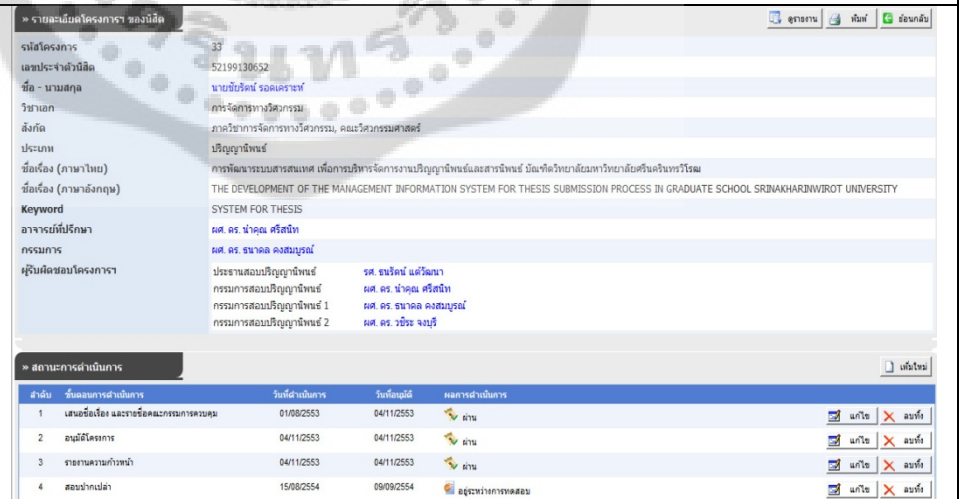 » รายละเอียดโครงการฯ ของนิสิต ดูรายงาน พิมพ์ ย้อนกลับ
รหัสโครงการ 33
เลขประจำตัวนิสิต 52199130652
ชื่อ - นามสกุล นายชัยรัตน์ รอดเคราะห์
วิชาเอก การจัดการทางวิศวกรรม
สังกัด ภาควิชาการจัดการทางวิศวกรรม, คณะวิศวกรรมศาสตร์
ประเภท ปริญญานิพนธ์
ชื่อเรื่อง (ภาษาไทย) การพัฒนาระบบสารสนเทศ เพื่อการบริหารจัดการงานปริญญานิพนธ์และสารนิพนธ์ บัณฑิตวิทยาลัยมหาวิทยาลัยศรีนครินทรวิโรฒ
ชื่อเรื่อง (ภาษาอังกฤษ) THE DEVELOPMENT OF THE MANAGEMENT INFORMATION SYSTEM FOR THESIS SUBMISSION PROCESS IN GRADUATE SCHOOL SRINAKHARINWIROT UNIVERSITY
Keyword SYSTEM FOR THESIS
อาจารย์ที่ปรึกษา ผศ. ดร. นำคุณ ศรีสนิท
กรรมการ ผศ. ดร. ธนาดล คงสมบูรณ์
ผู้รับผิดชอบโครงการฯ ประธานสอบปริญญานิพนธ์ รศ. ธนรัตน์ แต้วัฒนา
กรรมการสอบปริญญานิพนธ์ ผศ. ดร. นำคุณ ศรีสนิท
กรรมการสอบปริญญานิพนธ์ 1 ผศ. ดร. ธนาดล คงสมบูรณ์
กรรมการสอบปริญญานิพนธ์ 2 ผศ. ดร. วชิระ จงบุรี
» สถานะการดำเนินการ เพิ่มใหม่
ลำดับ ขั้นตอนการดำเนินการ วันที่ดำเนินการ วันที่อนุมัติ ผลการดำเนินการ
1 เสนอชื่อเรื่อง และรายชื่อคณะกรรมการควบคุม 01/08/2553 04/11/2553 ผ่าน แก้ไข ลบทิ้ง
2 อนุมัติโครงการ 04/11/2553 04/11/2553 ผ่าน แก้ไข ลบทิ้ง
3 รายงานความก้าวหน้า 04/11/2553 04/11/2553 ผ่าน แก้ไข ลบทิ้ง
4 สอบปากเปล่า 15/08/2554 09/09/2554 อยู่ระหว่างการทดสอบ แก้ไข ลบทิ้ง